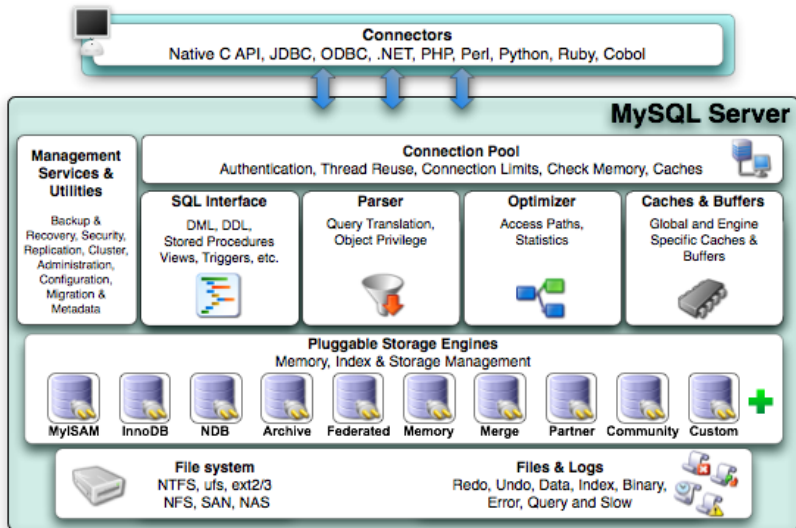 Connectors
Native C API, JDBC, ODBC, .NET, PHP, Perl, Python, Ruby, Cobol
MySQL Server
Management
Services &
Utilities
Backup &
Recovery, Security,
Replication, Cluster,
Administration,
Configuration,
Migration &
Metadata
Connection Pool
Authentication, Thread Reuse, Connection Limits, Check Memory, Caches
SQL Interface
DML, DDL,
Stored Procedures
Views, Triggers, etc.
Parser
Query Translation,
Object Privilege
Optimizer
Access Paths,
Statistics
Caches & Buffers
Global and Engine
Specific Caches &
Buffers
Pluggable Storage Engines
Memory, Index & Storage Management
MyISAM
InnoDB
NDB
Archive
Federated
Memory
Merge
Partner
Community
Custom
File system
NTFS, ufs, ext2/3
NFS, SAN, NAS
Files & Logs
Redo, Undo, Data, Index, Binary,
Error, Query and Slow